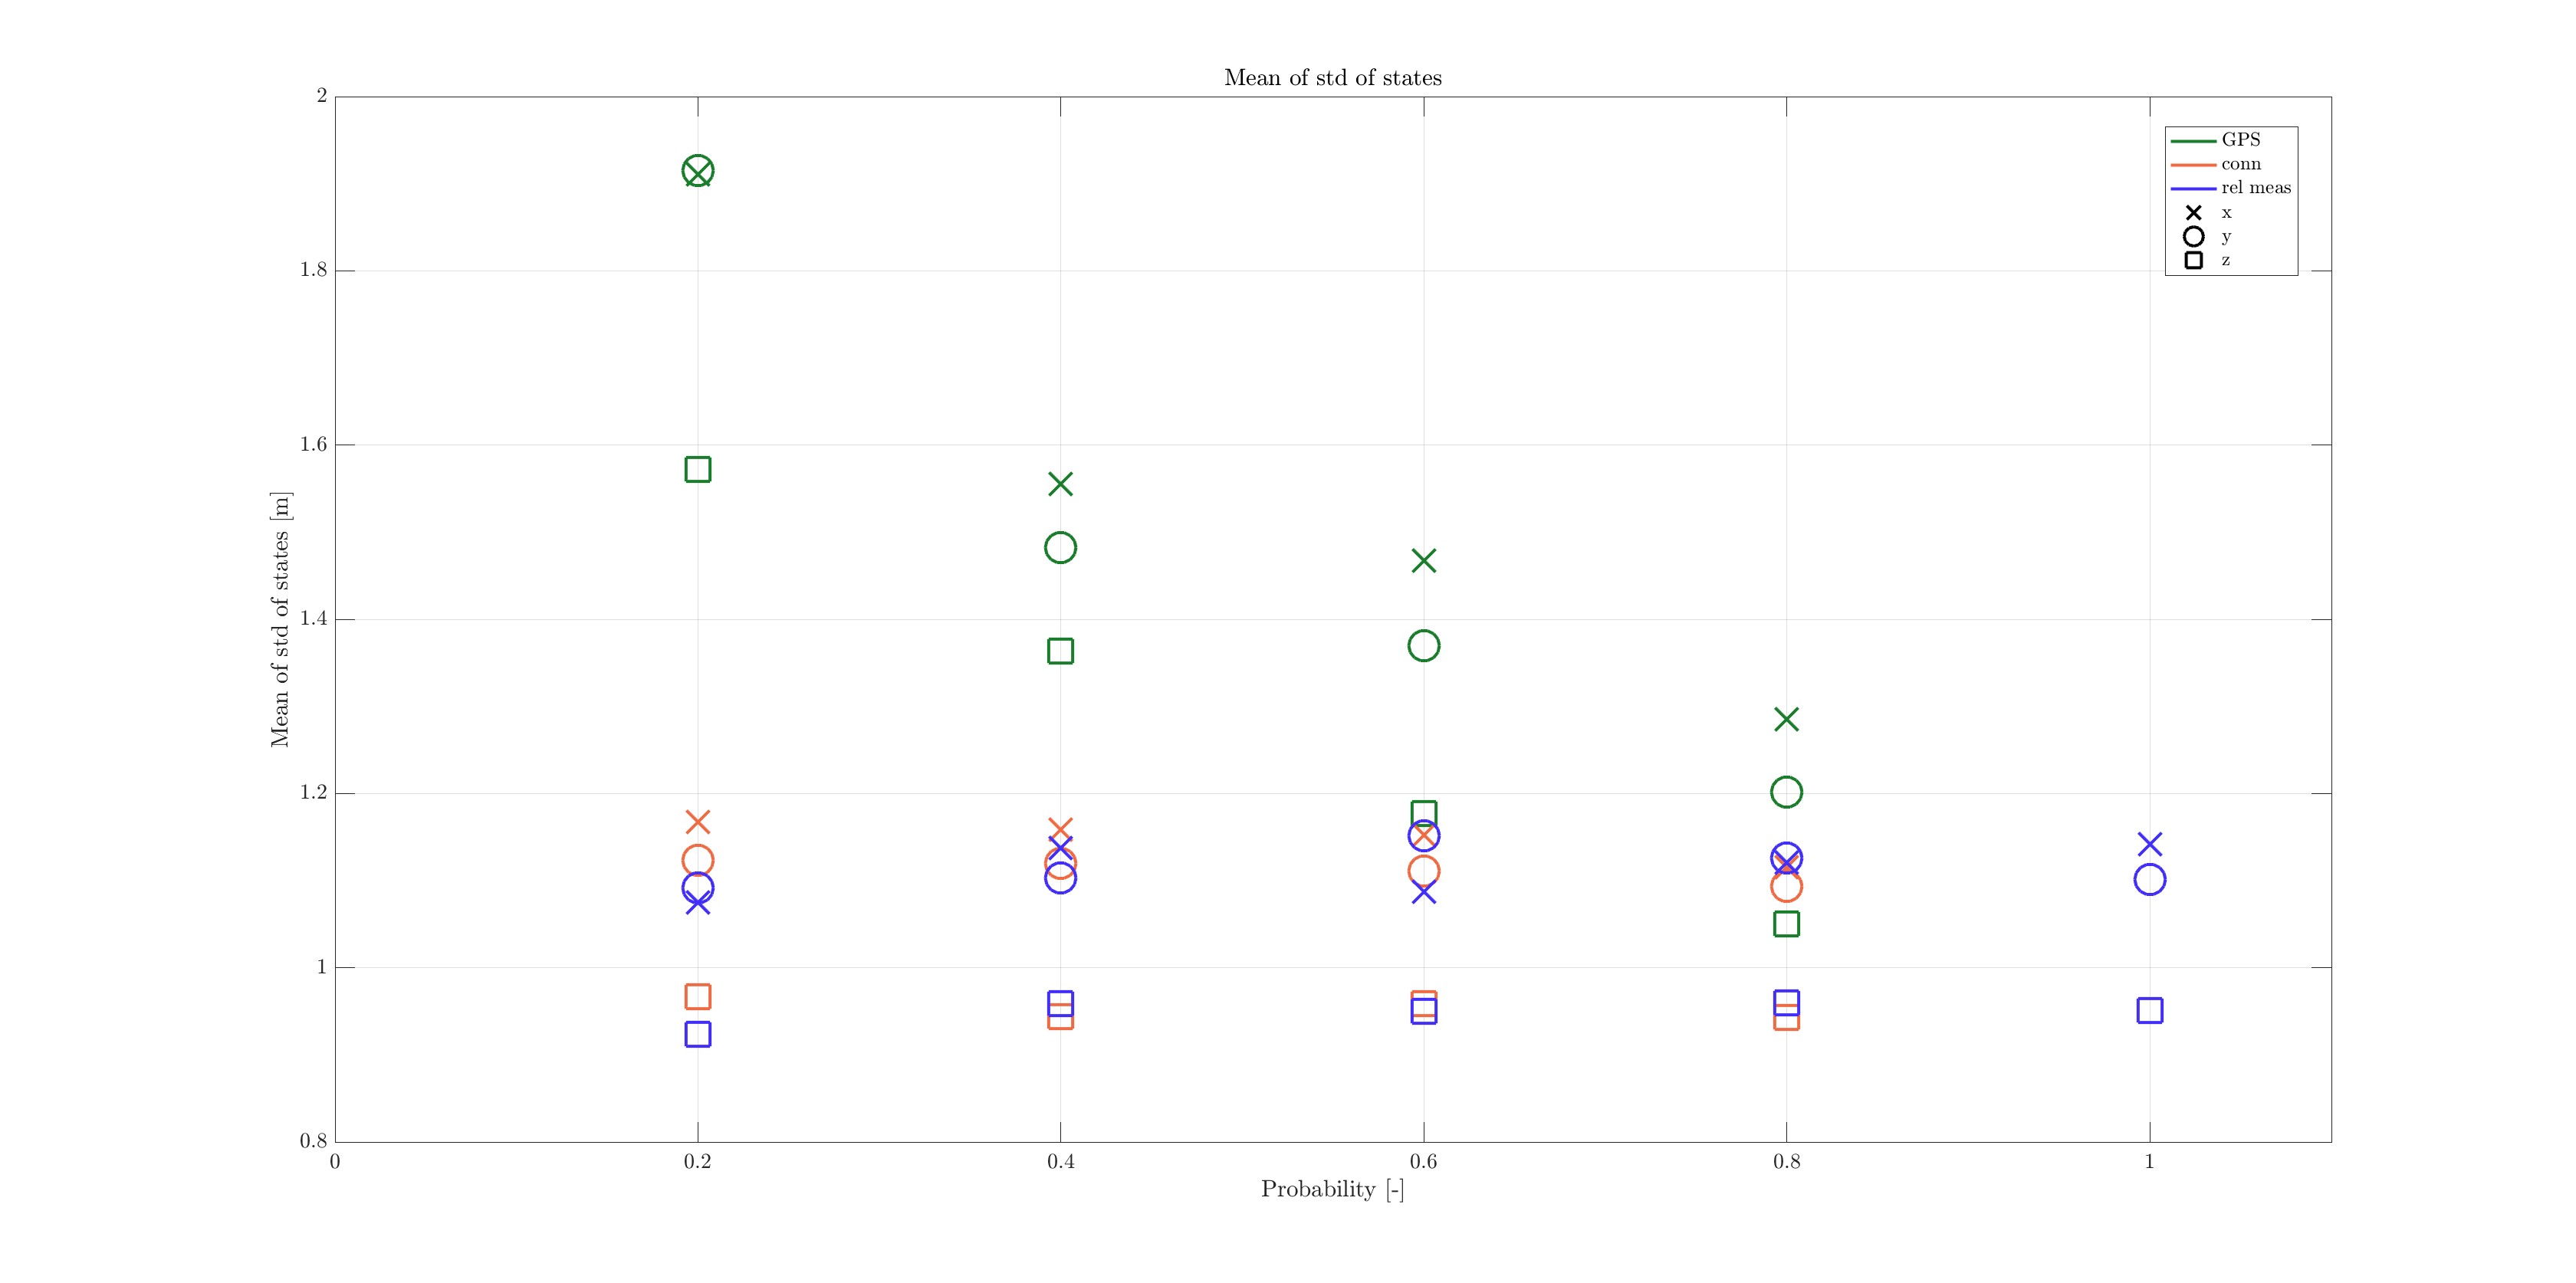 Mean of std of states
2
1.8
1.6
1.4
1.2
1
0.8
Mean of std of states [m]
GPS
conn
rel meas
x
y
z
0
0.2
0.4
0.6
0.8
1
Probability [-]